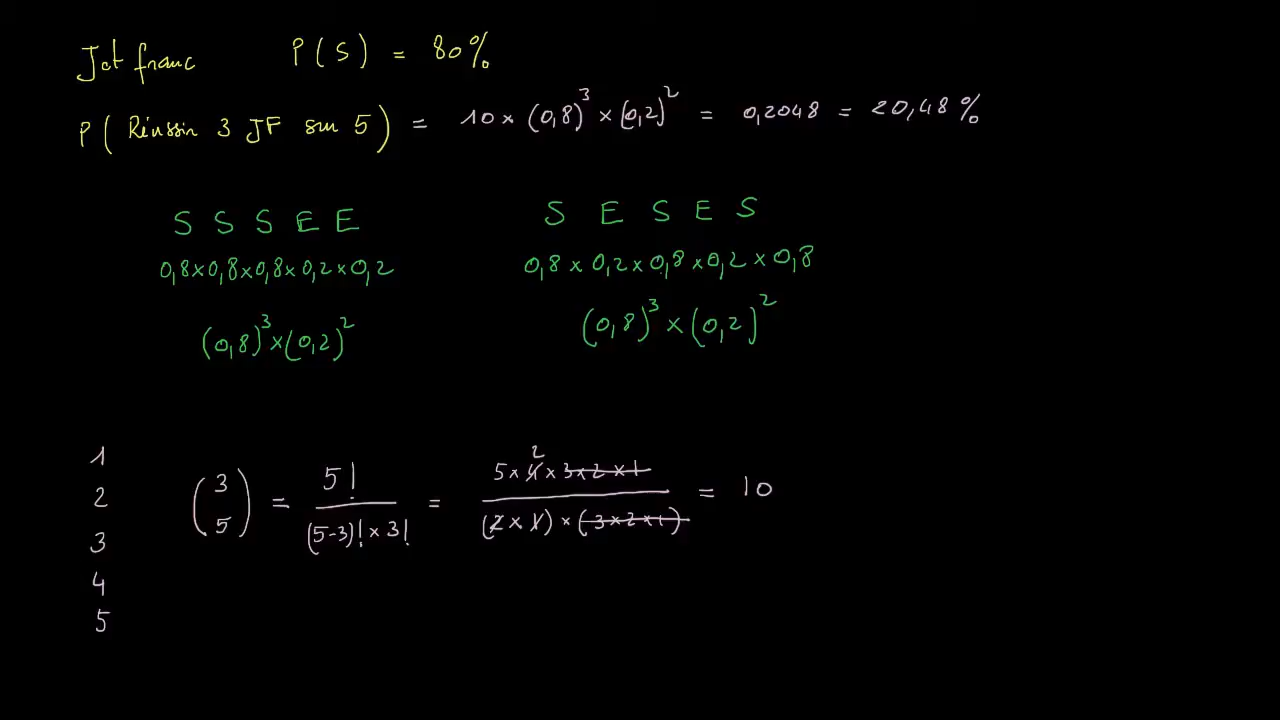 Jet franc P(S) = 80%
P(Réussir 3 JF sur 5) = 10 × (0,8)³ × (0,2)² = 0,2048 = 20,48%
S S S E E
0,8×0,8×0,8×0,2×0,2
(0,8)³×(0,2)²
S E S E S
0,8 × 0,2 × 0,8 × 0,2 × 0,8
(0,8)³ × (0,2)²
1
2
3
4
5
(3 5) = 5! / (5-3)! × 3! = 5 × 4 2 × 3×2×1 / (2 × 1) × (3×2×1) = 10